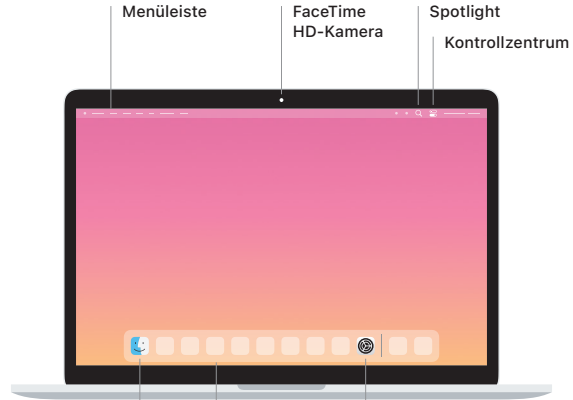 Menüleiste
FaceTime
HD-Kamera
Spotlight
Kontrollzentrum